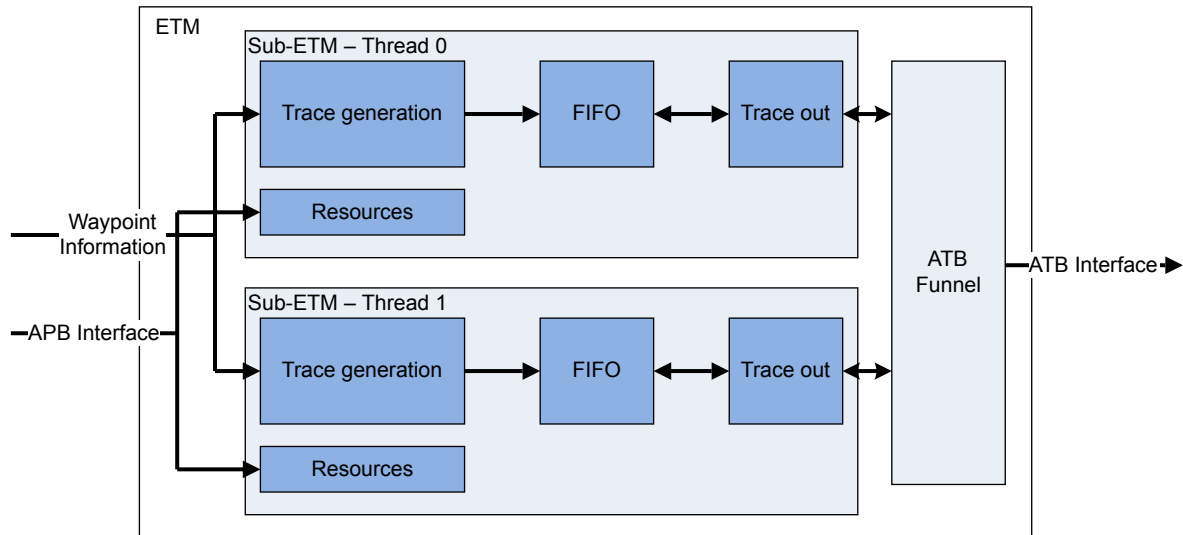 ETM
Sub-ETM – Thread 0
Trace generation
FIFO
Trace out
Resources
Waypoint
Information
ATB
Funnel
ATB Interface
Sub-ETM – Thread 1
APB Interface
Trace generation
FIFO
Trace out
Resources